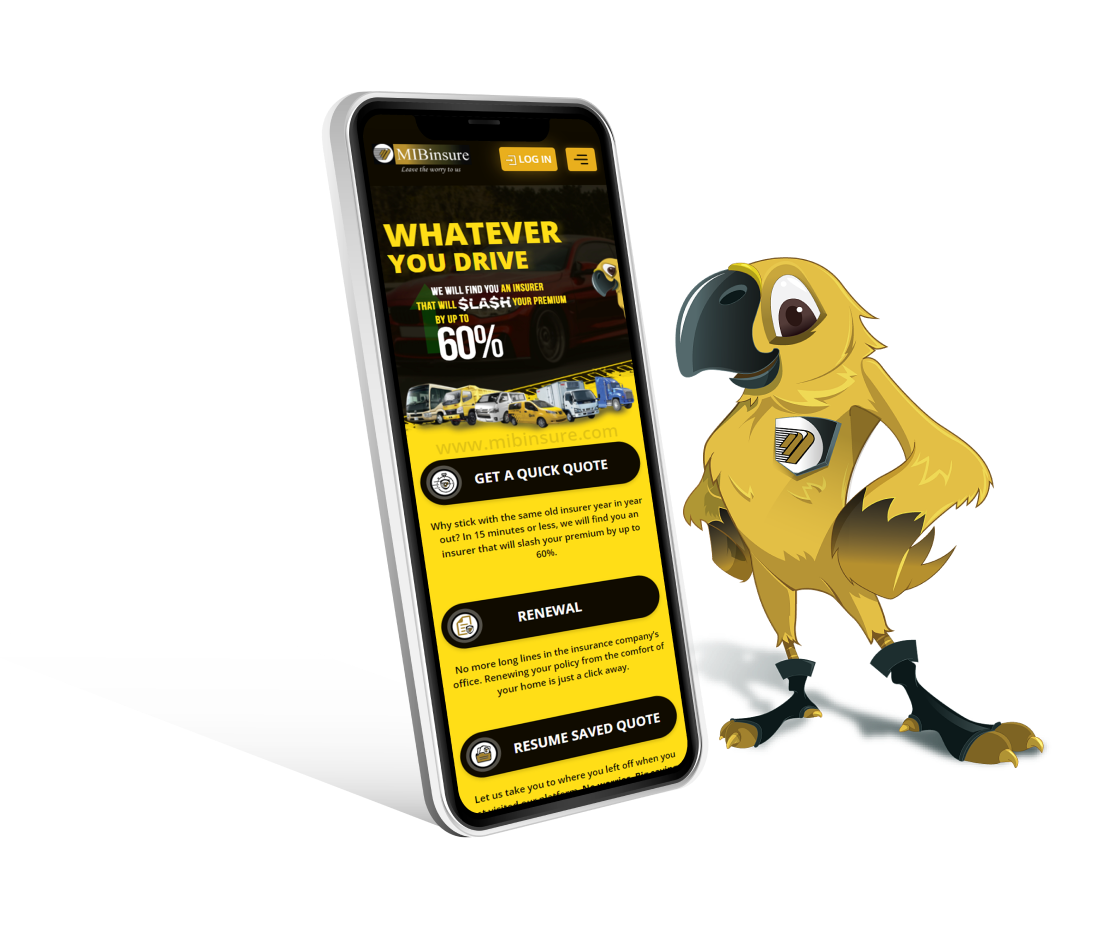 MIBinsure
Leave the worry to us
LOG IN
WHATEVER
YOU DRIVE
WE WILL FIND YOU AN INSURER
THAT WILL $LA$H YOUR PREMIUM
BY UP TO
60%
www.mibinsure.com
GET A QUICK QUOTE
Why stick with the same old insurer year in year
out? In 15 minutes or less, we will find you an
insurer that will slash your premium by up to
60%.
RENEWAL
No more long lines in the insurance company's
office. Renewing your policy from the comfort of
your home is just a click away.
RESUME SAVED QUOTE
Let us take you to where you left off when you
visited our platform. No worries.